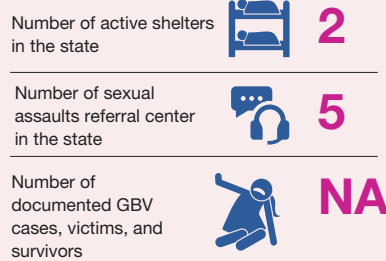 Number of active shelters
in the state
2
Number of sexual
assaults referral center
in the state
5
Number of
documented GBV
cases, victims, and
survivors
NA